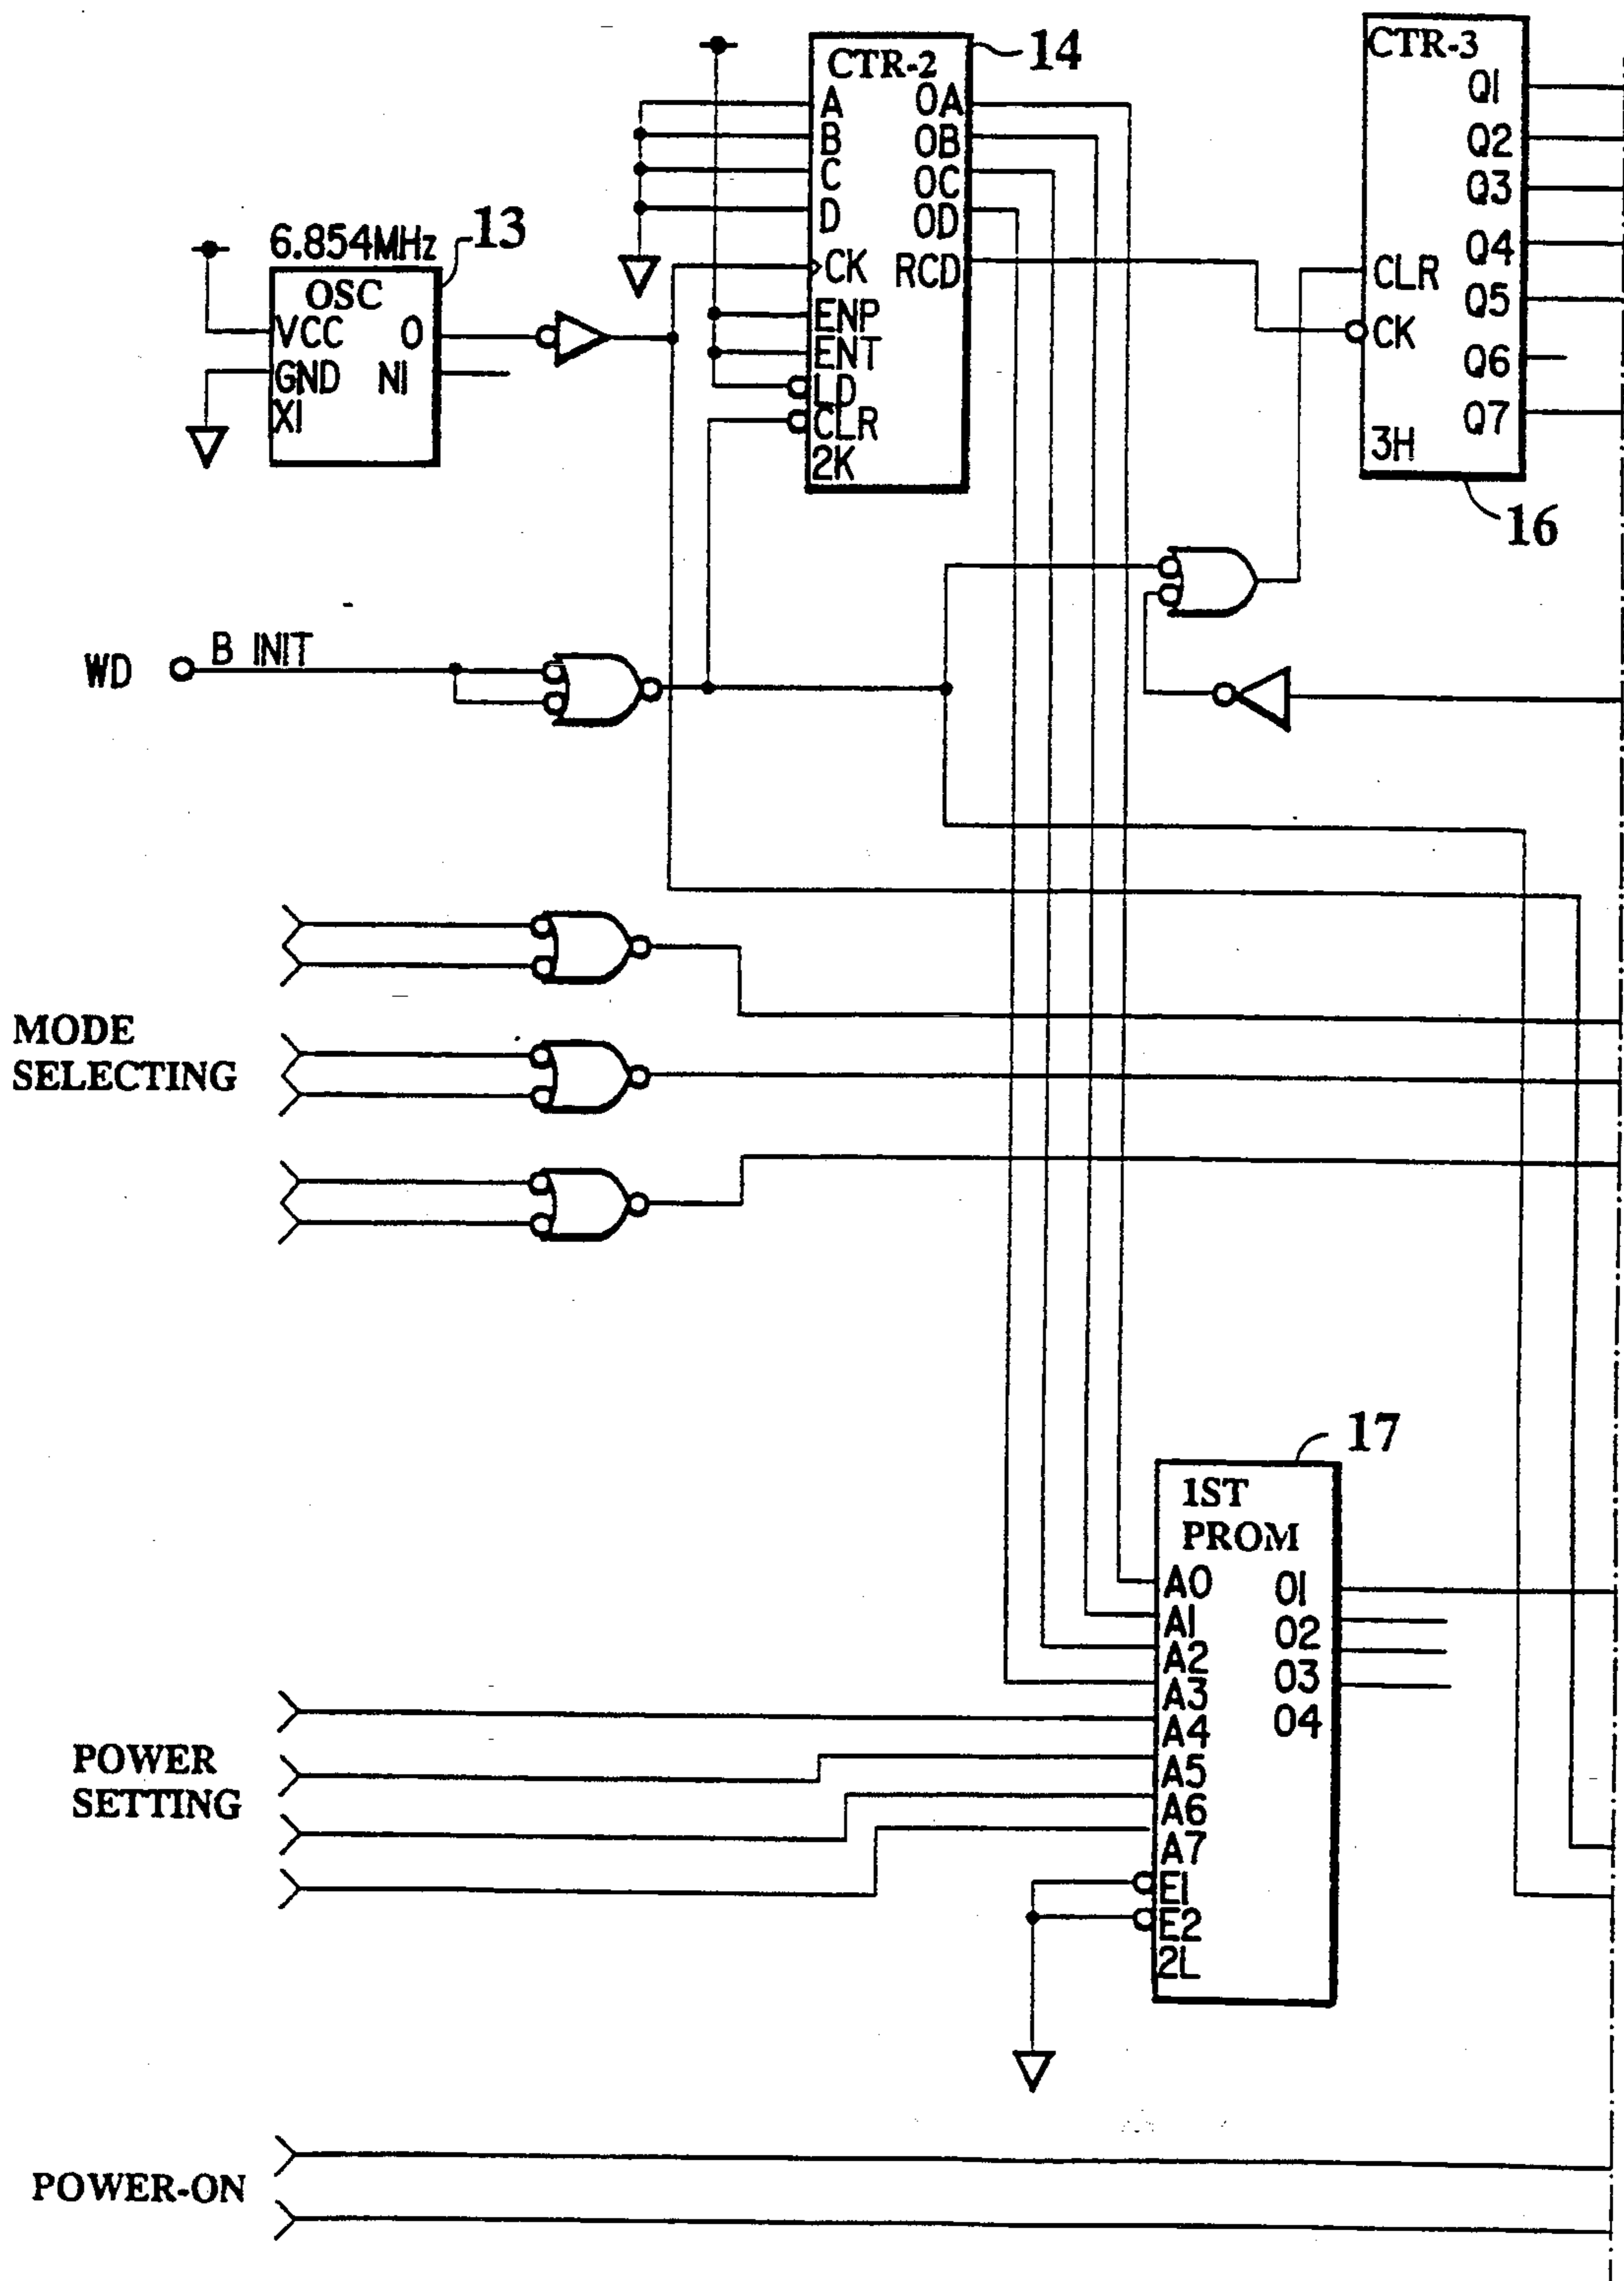 CTR-2
14
A
B
C
D
CK
ENP
ENT
LD
CLR
2K
OA
OB
OC
OD
RCD
CTR-3
Q1
Q2
Q3
Q4
Q5
Q6
Q7
CLR
CK
3H
16
6.854MHz
13
OSC
VCC
GND
XI
O
NI
WD
B INIT
MODE
SELECTING
17
1ST
PROM
A0
A1
A2
A3
A4
A5
A6
A7
E1
E2
2L
O1
O2
O3
O4
POWER
SETTING
POWER-ON